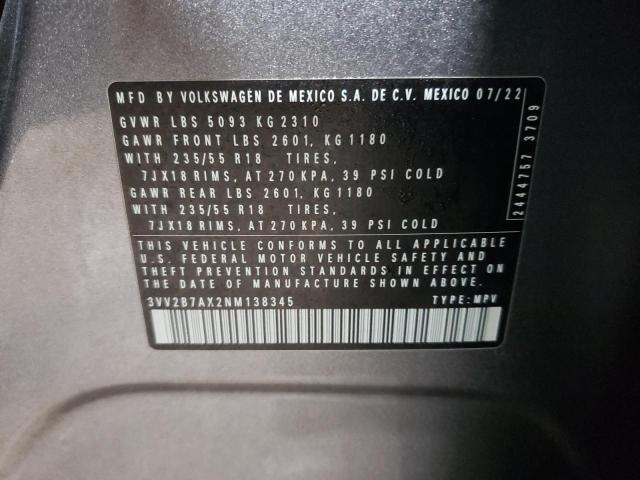 MFD BY VOLKSWAGEN DE MEXICO S.A. DE C.V. MEXICO 07/22
GVWR LBS 5093 KG 2310
GAWR FRONT LBS 2601, KG 1180
WITH 235/55 R18 TIRES,
7JX18 RIMS, AT 270 KPA, 39 PSI COLD
GAWR REAR LBS 2601, KG 1180
WITH 235/55 R18 TIRES,
7JX18 RIMS, AT 270 KPA, 39 PSI COLD
THIS VEHICLE CONFORMS TO ALL APPLICABLE
U.S. FEDERAL MOTOR VEHICLE SAFETY AND
THEFT PREVENTION STANDARDS IN EFFECT ON
THE DATE OF MANUFACTURE SHOWN ABOVE
3VV2B7AX2NM138345 TYPE: MPV
2444757 3709